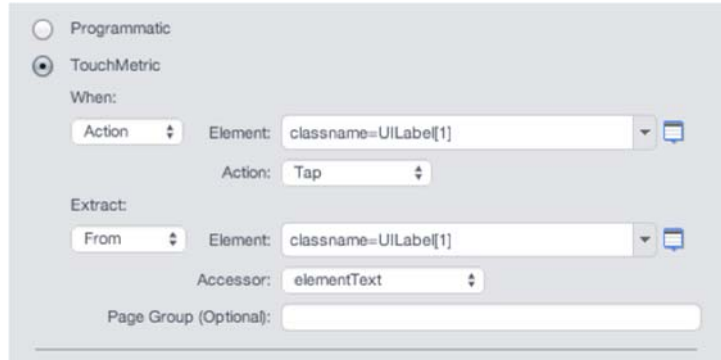 Programmatic
TouchMetric
When:
Action Element: classname=UILabel[1]
Action: Tap
Extract:
From Element: classname=UILabel[1]
Accessor: elementText
Page Group (Optional):